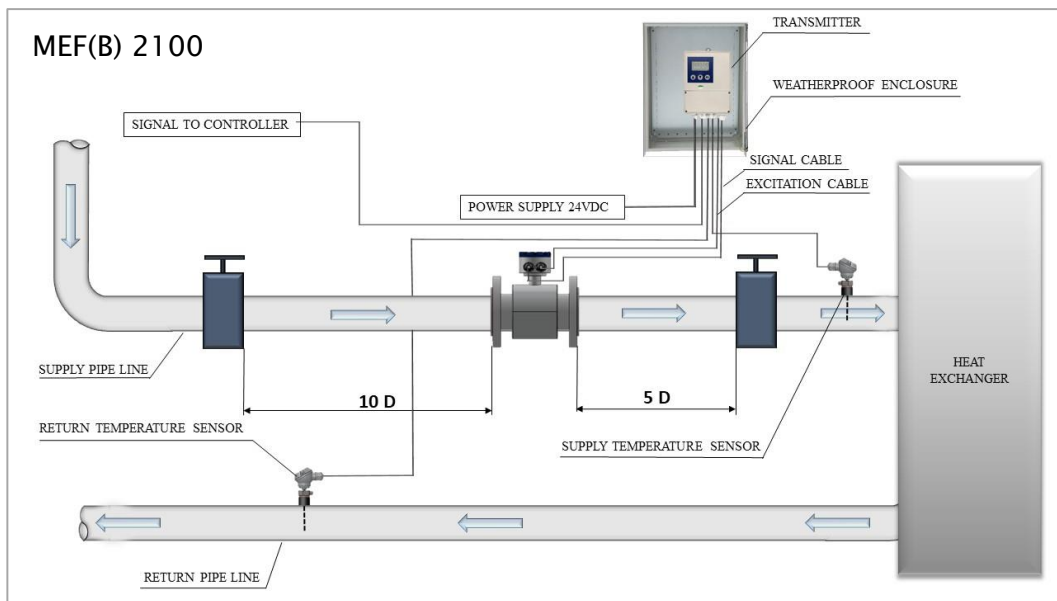 MEF(B) 2100
TRANSMITTER
WEATHERPROOF ENCLOSURE
SIGNAL TO CONTROLLER
SIGNAL CABLE
EXCITATION CABLE
POWER SUPPLY 24VDC
SUPPLY PIPE LINE
HEAT
EXCHANGER
10 D
5 D
RETURN TEMPERATURE SENSOR
SUPPLY TEMPERATURE SENSOR
RETURN PIPE LINE